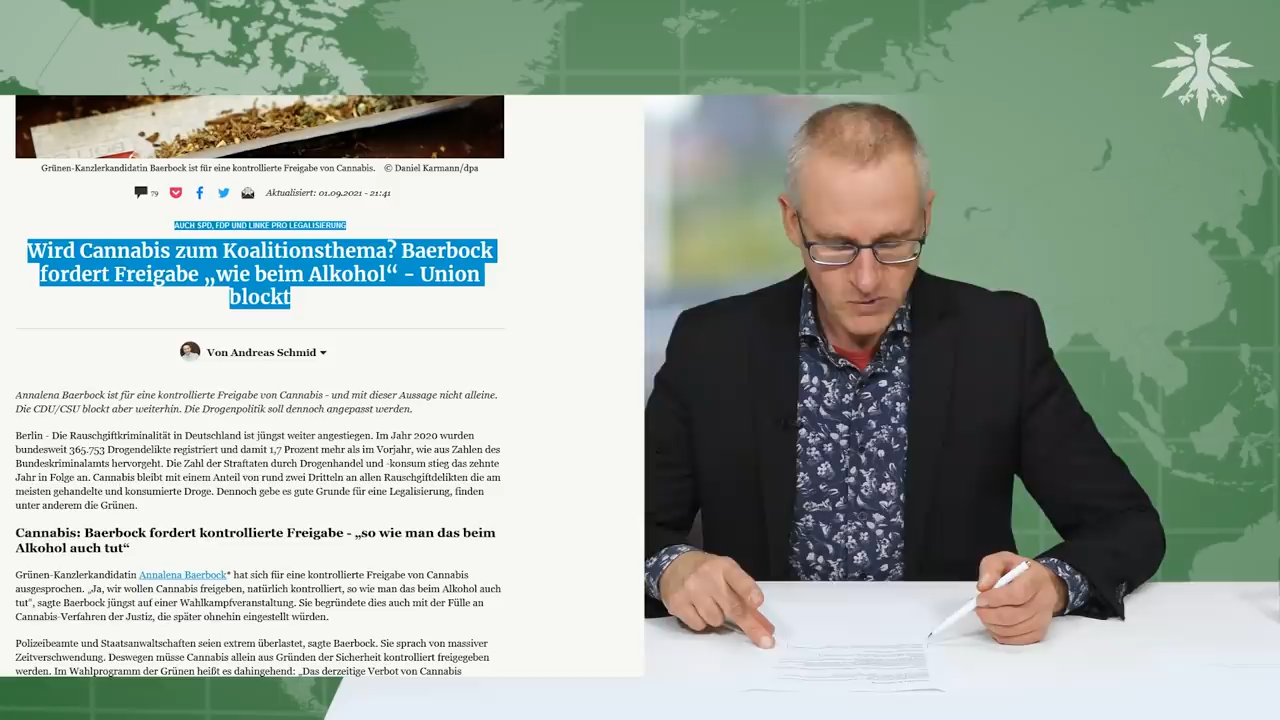 Grünen-Kanzlerkandidatin Baerbock ist für eine kontrollierte Freigabe von Cannabis. © Daniel Karmann/dpa
79 Aktualisiert: 01.09.2021 - 21:41
AUCH SPD, FDP UND LINKE PRO LEGALISIERUNG
Wird Cannabis zum Koalitionsthema? Baerbock
fordert Freigabe „wie beim Alkohol“ - Union
blockt
Von Andreas Schmid
Annalena Baerbock ist für eine kontrollierte Freigabe von Cannabis - und mit dieser Aussage nicht alleine.
Die CDU/CSU blockt aber weiterhin. Die Drogenpolitik soll dennoch angepasst werden.
Berlin - Die Rauschgiftkriminalität in Deutschland ist jüngst weiter angestiegen. Im Jahr 2020 wurden
bundesweit 365.753 Drogendelikte registriert und damit 1,7 Prozent mehr als im Vorjahr, wie aus Zahlen des
Bundeskriminalamts hervorgeht. Die Zahl der Straftaten durch Drogenhandel und -konsum stieg das zehnte
Jahr in Folge an. Cannabis bleibt mit einem Anteil von rund zwei Dritteln an allen Rauschgiftdelikten die am
meisten gehandelte und konsumierte Droge. Dennoch gebe es gute Grunde für eine Legalisierung, finden
unter anderem die Grünen.
Cannabis: Baerbock fordert kontrollierte Freigabe - „so wie man das beim
Alkohol auch tut“
Grünen-Kanzlerkandidatin Annalena Baerbock* hat sich für eine kontrollierte Freigabe von Cannabis
ausgesprochen. „Ja, wir wollen Cannabis freigeben, natürlich kontrolliert, so wie man das beim Alkohol auch
tut“, sagte Baerbock jüngst auf einer Wahlkampfveranstaltung. Sie begründete dies auch mit der Fülle an
Cannabis-Verfahren der Justiz, die später ohnehin eingestellt würden.
Polizeibeamte und Staatsanwaltschaften seien extrem überlastet, sagte Baerbock. Sie sprach von massiver
Zeitverschwendung. Deswegen müsse Cannabis allein aus Gründen der Sicherheit kontrolliert freigegeben
werden. Im Wahlprogramm der Grünen heißt es dahingehend: „Das derzeitige Verbot von Cannabis